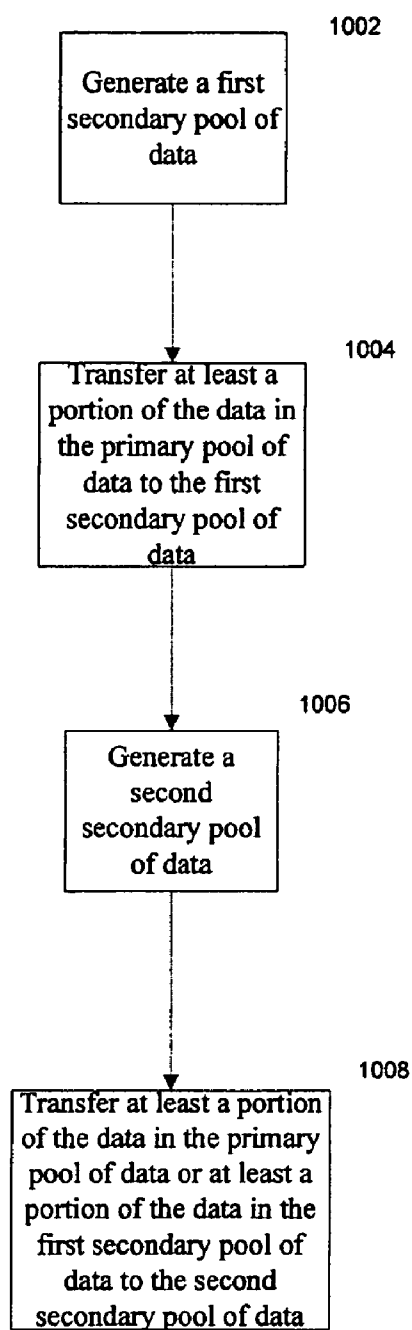 1002
Generate a first
secondary pool of
data
1004
Transfer at least a
portion of the data in
the primary pool of
data to the first
secondary pool of
data
1006
Generate a
second
secondary pool
of data
1008
Transfer at least a portion
of the data in the primary
pool of data or at least a
portion of the data in the
first secondary pool of
data to the second
secondary pool of data